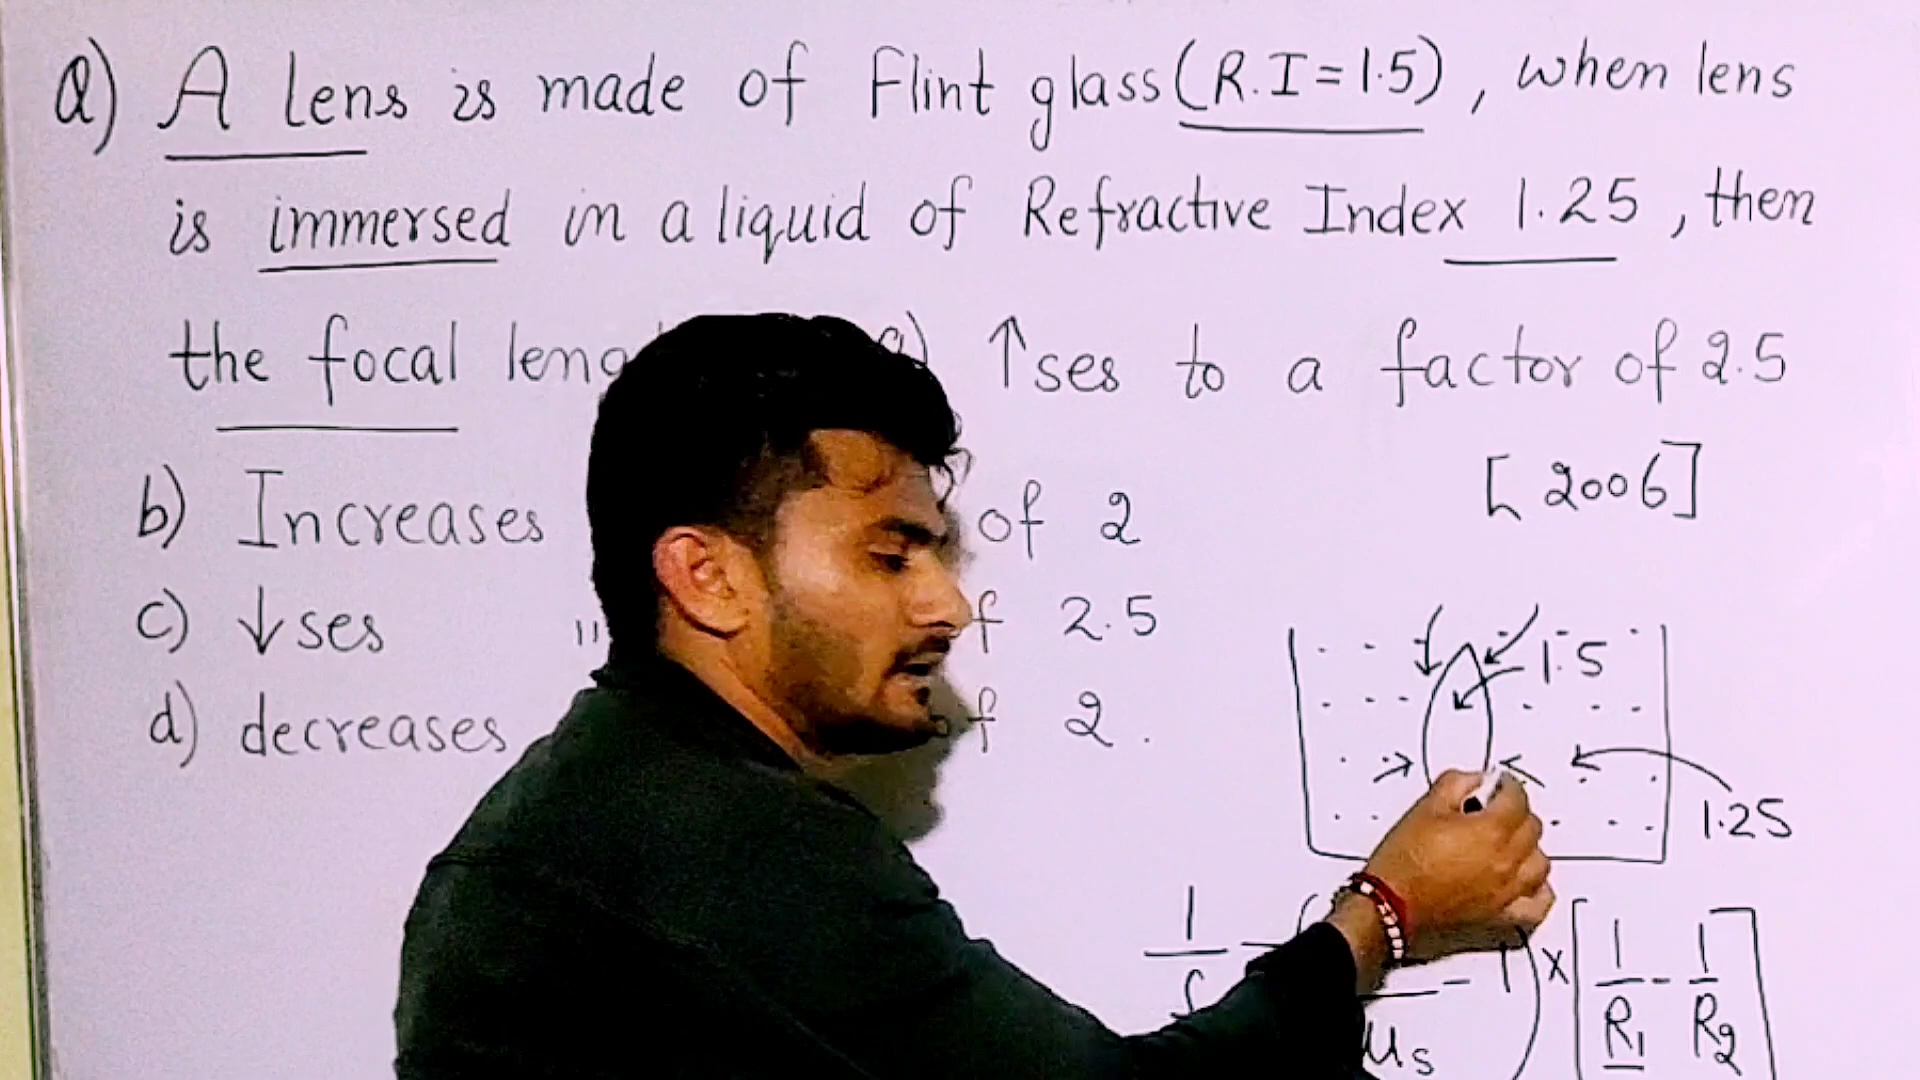 Q) A lens is made of Flint glass (R.I=1.5), when lens
is immersed in a liquid of Refractive Index 1.25, then
the focal ↑ses to a factor of 2.5
[2006]
b) Increases of 2
c) ↓ses " 2.5
d) decreases of 2.
1.5
1.25
1/f μs - 1) × [1/R1 - 1/R2]